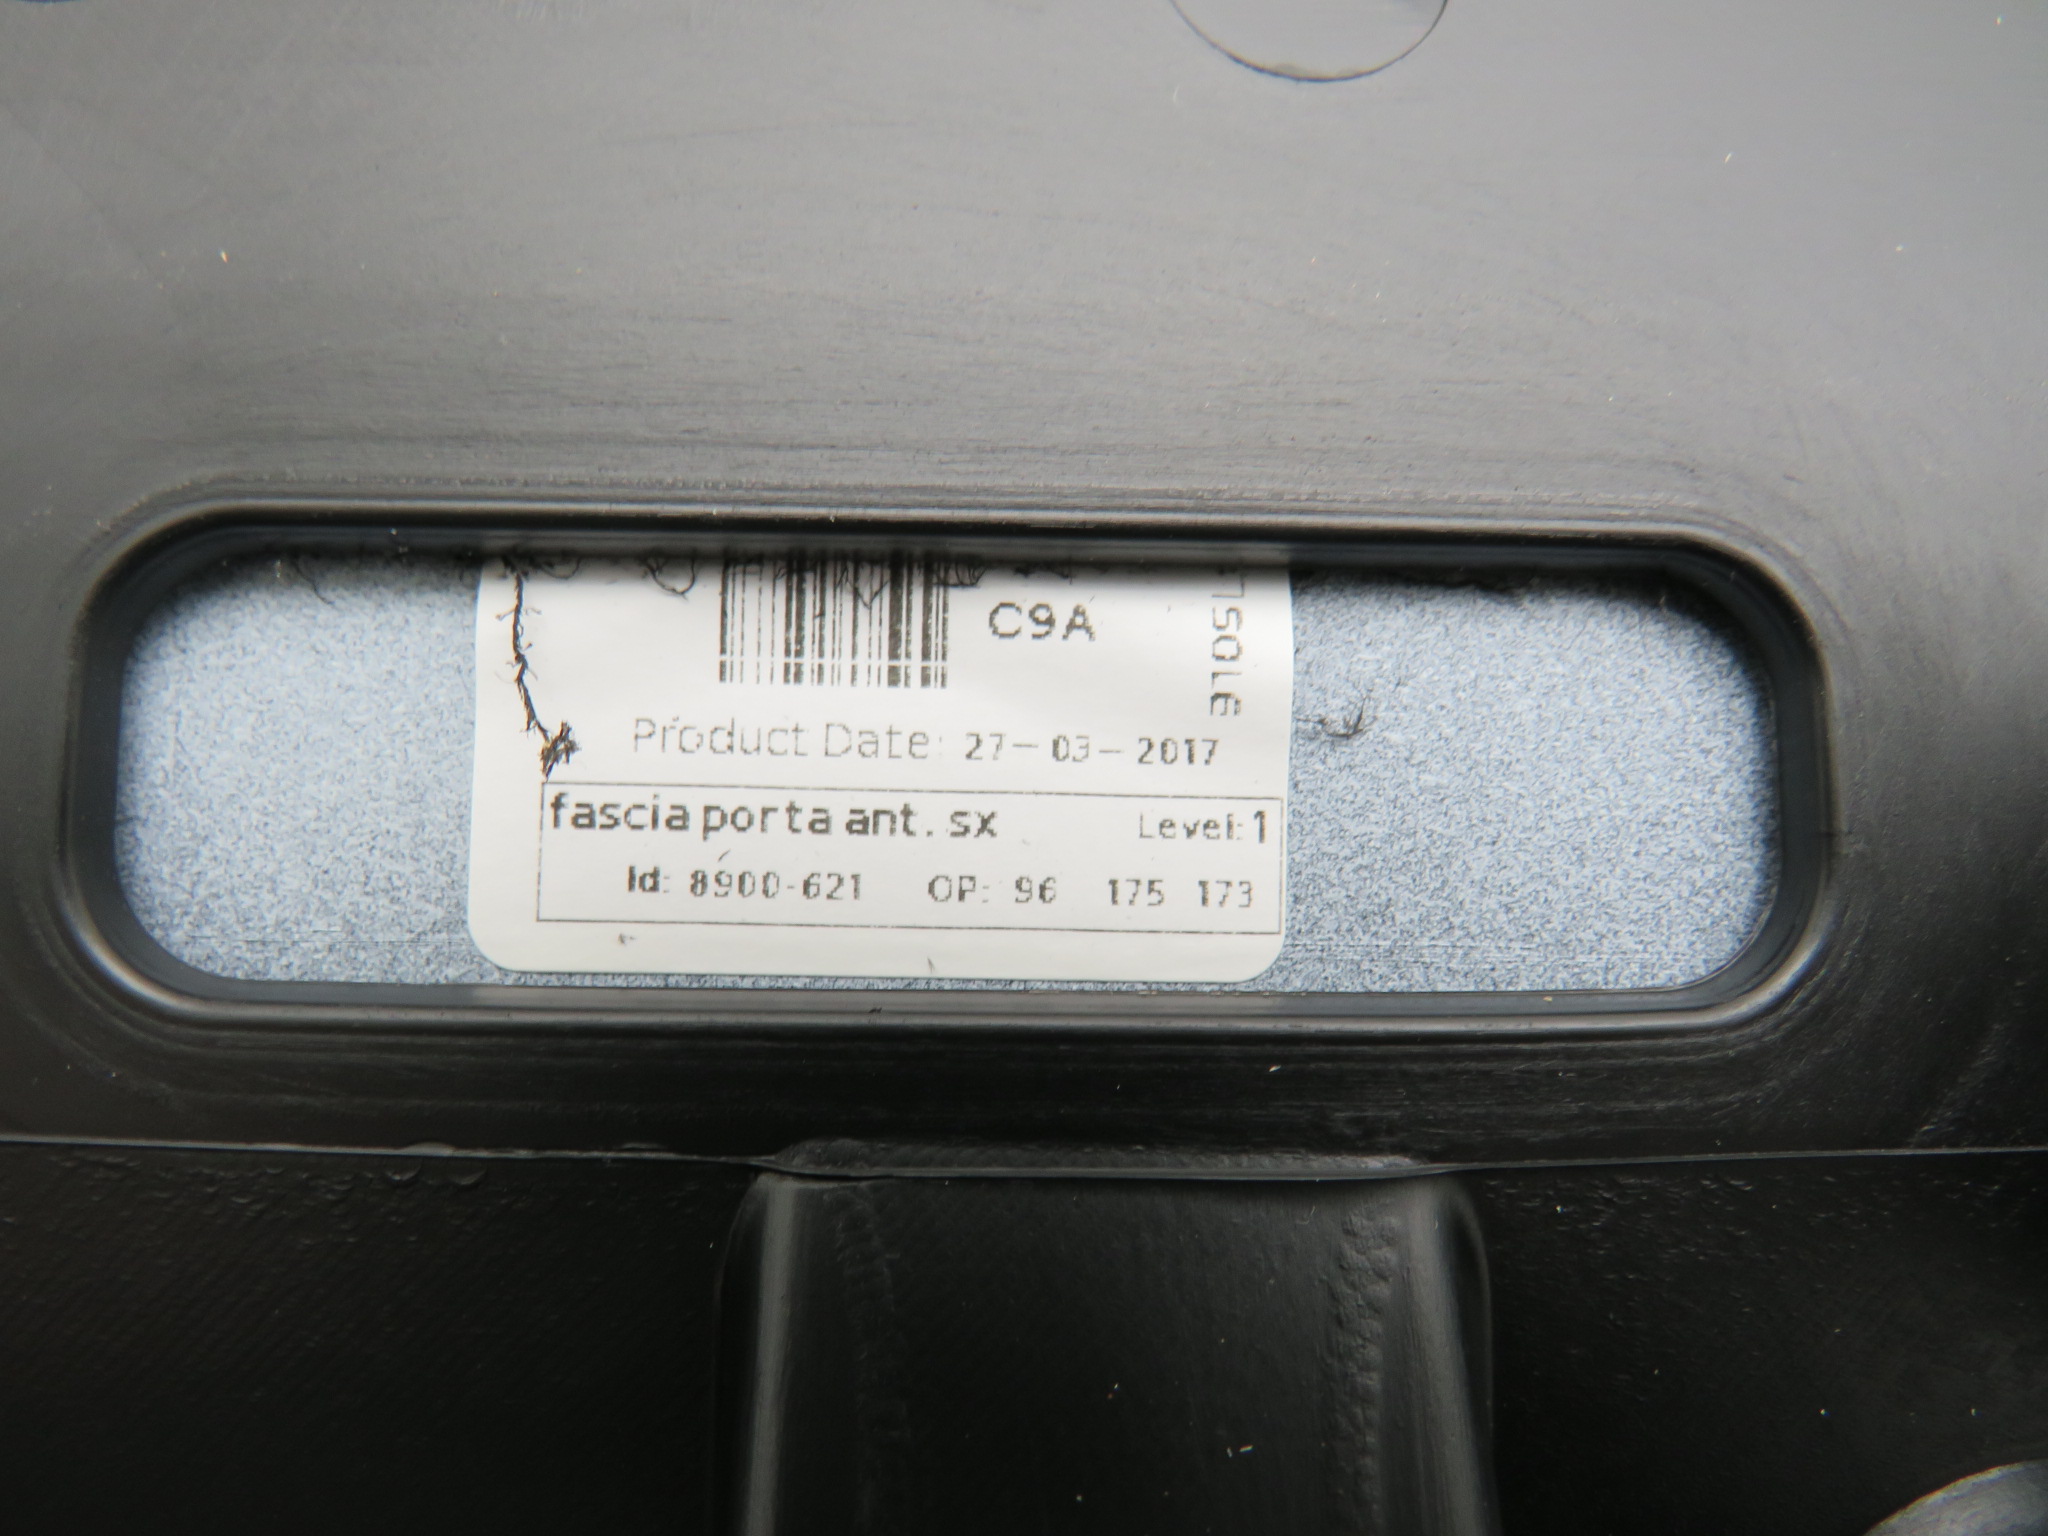 C9A
Product Date: 27-03-2017
fascia porta ant. sx Level: 1
Id: 8900-621 OP: 96 175 173